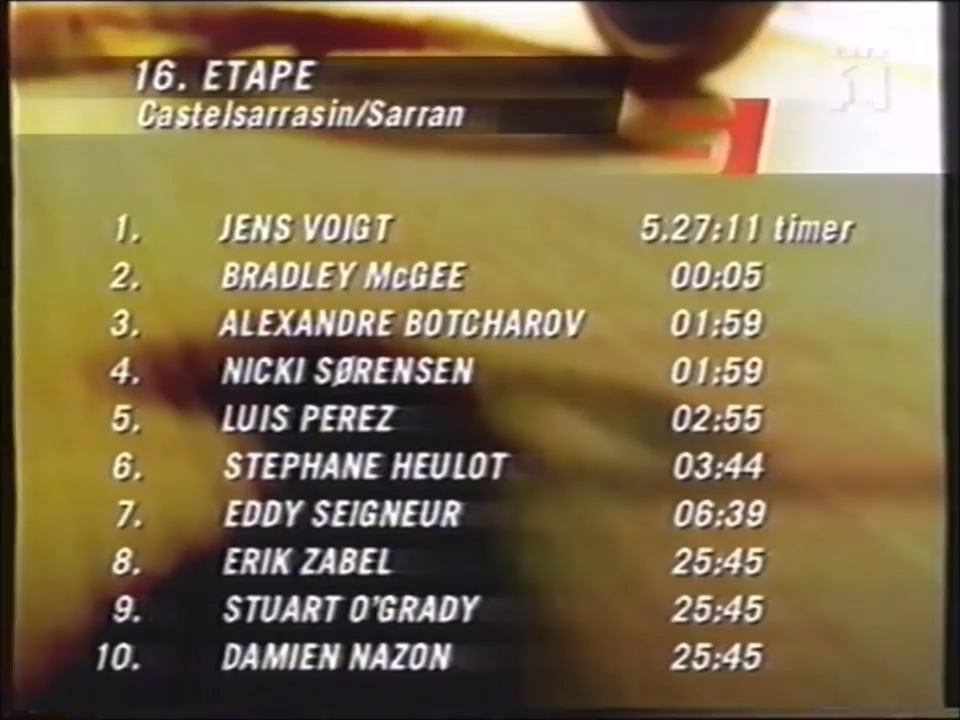 16. ETAPE
Castelsarrasin/Sarran
1. JENS VOIGT 5.27:11 timer
2. BRADLEY McGEE 00:05
3. ALEXANDRE BOTCHAROV 01:59
4. NICKI SØRENSEN 01:59
5. LUIS PEREZ 02:55
6. STEPHANE HEULOT 03:44
7. EDDY SEIGNEUR 06:39
8. ERIK ZABEL 25:45
9. STUART O'GRADY 25:45
10. DAMIEN NAZON 25:45